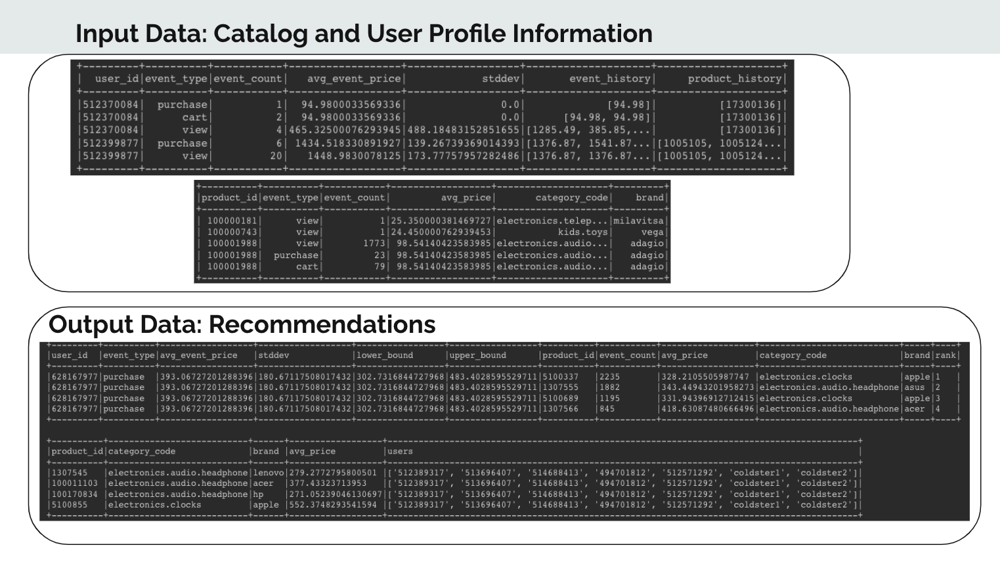 Input Data: Catalog and User Profile Information
+---------+----------+-----------+------------------+------------------+--------------------+--------------------+
|  user_id|event_type|event_count|   avg_event_price|            stddev|       event_history|     product_history|
+---------+----------+-----------+------------------+------------------+--------------------+--------------------+
|512370084|  purchase|          1|  94.9800033569336|               0.0|             [94.98]|          [17300136]|
|512370084|      cart|          2|  94.9800033569336|               0.0|      [94.98, 94.98]|          [17300136]|
|512370084|      view|          4|465.32500076293945|488.18483152851655|[1285.49, 385.85,...|          [17300136]|
|512399877|  purchase|          6| 1434.518330891927|139.26739369014393|[1376.87, 1541.87...|[1005105, 1005124...|
|512399877|      view|         20|   1448.9830078125|173.77757957282486|[1376.87, 1376.87...|[1005105, 1005124...|
+---------+----------+-----------+------------------+------------------+--------------------+--------------------+
+----------+----------+-----------+------------------+--------------------+---------+
|product_id|event_type|event_count|         avg_price|       category_code|    brand|
+----------+----------+-----------+------------------+--------------------+---------+
| 100000181|      view|          1|25.350000381469727|electronics.telep...|milavitsa|
| 100000743|      view|          1|24.450000762939453|           kids.toys|     vega|
| 100001988|      view|       1773| 98.54140423583985|electronics.audio...|   adagio|
| 100001988|  purchase|         23| 98.54140423583985|electronics.audio...|   adagio|
| 100001988|      cart|         79| 98.54140423583985|electronics.audio...|   adagio|
+----------+----------+-----------+------------------+--------------------+---------+
Output Data: Recommendations
+---------+----------+------------------+------------------+-----------------+-----------------+----------+-----------+------------------+---------------------------+-----+----+
|user_id  |event_type|avg_event_price   |stddev            |lower_bound      |upper_bound      |product_id|event_count|avg_price         |category_code              |brand|rank|
+---------+----------+------------------+------------------+-----------------+-----------------+----------+-----------+------------------+---------------------------+-----+----+
|628167977|purchase  |393.06727201288396|180.67117508017432|302.7316844727968|483.4028595529711|5100337   |2235       |328.2105505987747 |electronics.clocks         |apple|1   |
|628167977|purchase  |393.06727201288396|180.67117508017432|302.7316844727968|483.4028595529711|1307555   |1882       |343.44943201958273|electronics.audio.headphone|asus |2   |
|628167977|purchase  |393.06727201288396|180.67117508017432|302.7316844727968|483.4028595529711|5100689   |1195       |331.94396912712415|electronics.clocks         |apple|3   |
|628167977|purchase  |393.06727201288396|180.67117508017432|302.7316844727968|483.4028595529711|1307566   |845        |418.63087480666496|electronics.audio.headphone|acer |4   |
+---------+----------+------------------+------------------+-----------------+-----------------+----------+-----------+------------------+---------------------------+-----+----+
+----------+---------------------------+------+------------------+-------------------------------------------------------------------------------------------+
|product_id|category_code              |brand |avg_price         |users                                                                                      |
+----------+---------------------------+------+------------------+-------------------------------------------------------------------------------------------+
|1307545   |electronics.audio.headphone|lenovo|279.2772795800501 |['512389317', '513696407', '514688413', '494701812', '512571292', 'coldster1', 'coldster2']|
|100011103 |electronics.audio.headphone|acer  |377.43323713953   |['512389317', '513696407', '514688413', '494701812', '512571292', 'coldster1', 'coldster2']|
|100170834 |electronics.audio.headphone|hp    |271.05239046130697|['512389317', '513696407', '514688413', '494701812', '512571292', 'coldster1', 'coldster2']|
|5100855   |electronics.clocks         |apple |552.3748293541594 |['512389317', '513696407', '514688413', '494701812', '512571292', 'coldster1', 'coldster2']|
+----------+---------------------------+------+------------------+-------------------------------------------------------------------------------------------+